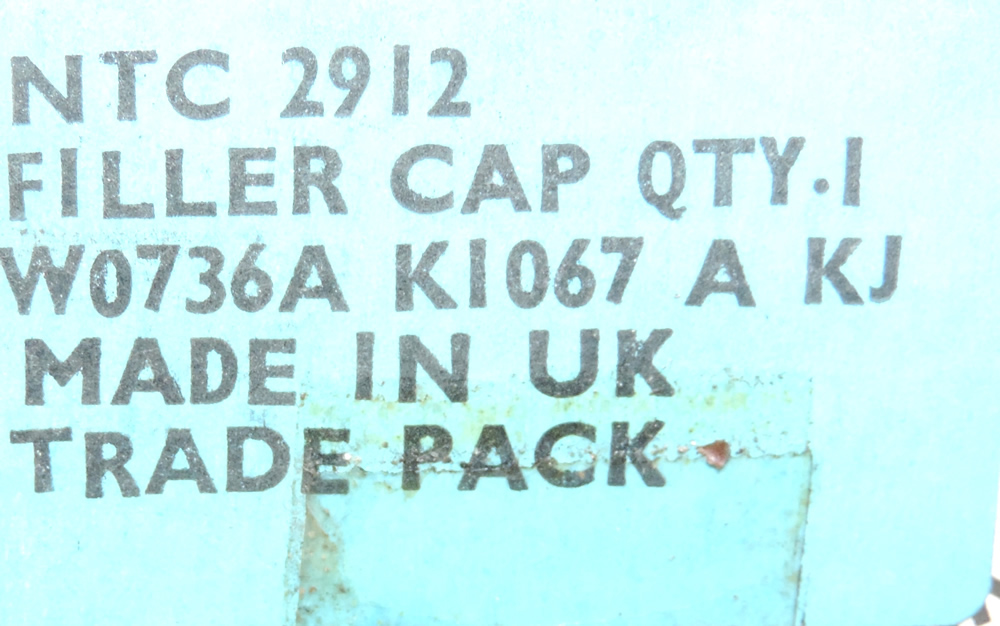 NTC 2912
FILLER CAP QTY.1
W0736A K1067 A KJ
MADE IN UK
TRADE PACK